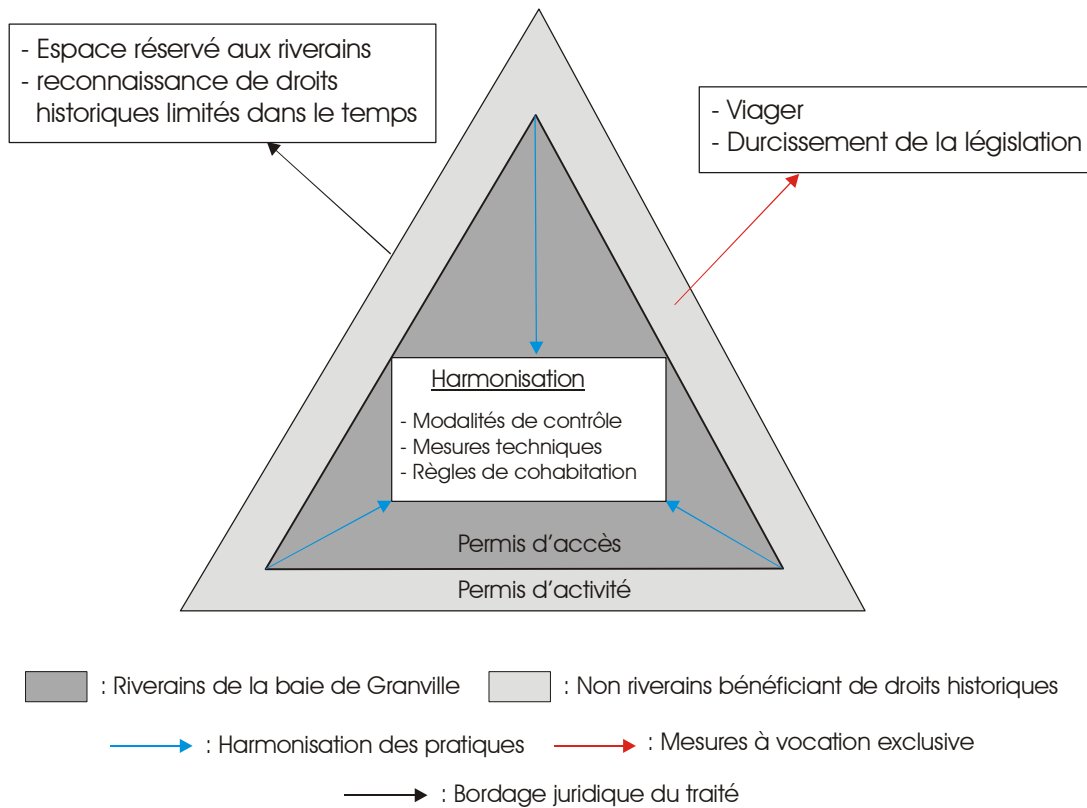 - Espace réservé aux riverains
- reconnaissance de droits
historiques limités dans le temps
- Viager
- Durcissement de la législation
Harmonisation
- Modalités de contrôle
- Mesures techniques
- Règles de cohabitation
Permis d'accès
Permis d'activité
: Riverains de la baie de Granville
: Non riverains bénéficiant de droits historiques
: Harmonisation des pratiques
: Mesures à vocation exclusive
: Bordage juridique du traité